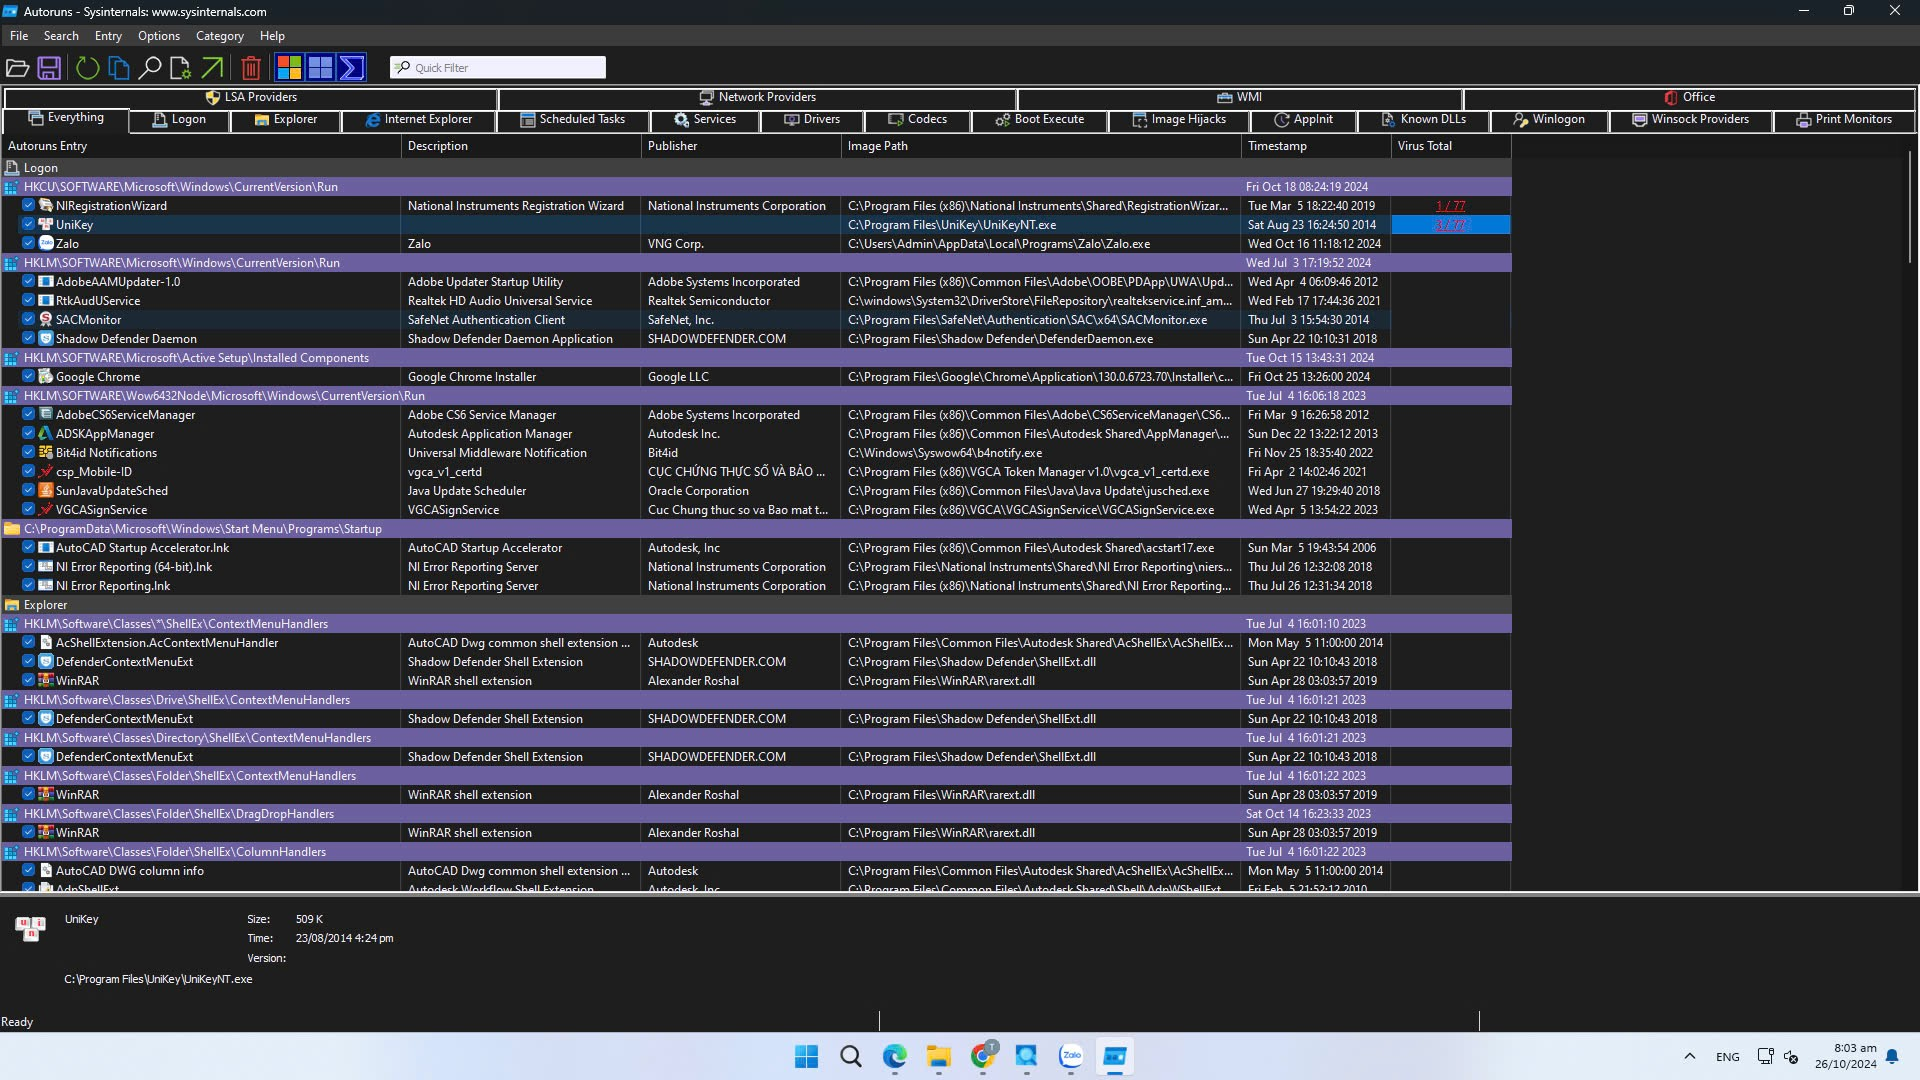 Autoruns - Sysinternals: www.sysinternals.com
File Search Entry Options Category Help
Quick Filter
LSA Providers Network Providers WMI Office
Everything Logon Explorer Internet Explorer Scheduled Tasks Services Drivers Codecs Boot Execute Image Hijacks AppInit Known DLLs Winlogon Winsock Providers Print Monitors
Autoruns Entry Description Publisher Image Path Timestamp Virus Total
Logon
HKCU\SOFTWARE\Microsoft\Windows\CurrentVersion\Run Fri Oct 18 08:24:19 2024
NIRegistrationWizard National Instruments Registration Wizard National Instruments Corporation C:\Program Files (x86)\National Instruments\Shared\RegistrationWizar... Tue Mar 5 18:22:40 2019 1 / 77
UniKey C:\Program Files\UniKey\UniKeyNT.exe Sat Aug 23 16:24:50 2014
Zalo Zalo VNG Corp. C:\Users\Admin\AppData\Local\Programs\Zalo\Zalo.exe Wed Oct 16 11:18:12 2024
HKLM\SOFTWARE\Microsoft\Windows\CurrentVersion\Run Wed Jul 3 17:19:52 2024
AdobeAAMUpdater-1.0 Adobe Updater Startup Utility Adobe Systems Incorporated C:\Program Files (x86)\Common Files\Adobe\OOBE\PDApp\UWA\Upd... Wed Apr 4 06:09:46 2012
RtkAudUService Realtek HD Audio Universal Service Realtek Semiconductor C:\windows\System32\DriverStore\FileRepository\realtekservice.inf_am... Wed Feb 17 17:44:36 2021
SACMonitor SafeNet Authentication Client SafeNet, Inc. C:\Program Files\SafeNet\Authentication\SAC\x64\SACMonitor.exe Thu Jul 3 15:54:30 2014
Shadow Defender Daemon Shadow Defender Daemon Application SHADOWDEFENDER.COM C:\Program Files\Shadow Defender\DefenderDaemon.exe Sun Apr 22 10:10:31 2018
HKLM\SOFTWARE\Microsoft\Active Setup\Installed Components Tue Oct 15 13:43:31 2024
Google Chrome Google Chrome Installer Google LLC C:\Program Files\Google\Chrome\Application\130.0.6723.70\Installer\c... Fri Oct 25 13:26:00 2024
HKLM\SOFTWARE\Wow6432Node\Microsoft\Windows\CurrentVersion\Run Tue Jul 4 16:06:18 2023
AdobeCS6ServiceManager Adobe CS6 Service Manager Adobe Systems Incorporated C:\Program Files (x86)\Common Files\Adobe\CS6ServiceManager\CS6... Fri Mar 9 16:26:58 2012
ADSKAppManager Autodesk Application Manager Autodesk Inc. C:\Program Files (x86)\Common Files\Autodesk Shared\AppManager\... Sun Dec 22 13:22:12 2013
Bit4id Notifications Universal Middleware Notification Bit4id C:\Windows\Syswow64\b4notify.exe Fri Nov 25 18:35:40 2022
csp_Mobile-ID vgca_v1_certd CỤC CHỨNG THỰC SỐ VÀ BẢO ... C:\Program Files (x86)\VGCA Token Manager v1.0\vgca_v1_certd.exe Fri Apr 2 14:02:46 2021
SunJavaUpdateSched Java Update Scheduler Oracle Corporation C:\Program Files (x86)\Common Files\Java\Java Update\jusched.exe Wed Jun 27 19:29:40 2018
VGCASignService VGCASignService Cuc Chung thuc so va Bao mat t... C:\Program Files (x86)\VGCA\VGCASignService\VGCASignService.exe Wed Apr 5 13:54:22 2023
C:\ProgramData\Microsoft\Windows\Start Menu\Programs\Startup
AutoCAD Startup Accelerator.lnk AutoCAD Startup Accelerator Autodesk, Inc C:\Program Files (x86)\Common Files\Autodesk Shared\acstart17.exe Sun Mar 5 19:43:54 2006
NI Error Reporting (64-bit).lnk NI Error Reporting Server National Instruments Corporation C:\Program Files\National Instruments\Shared\NI Error Reporting\niers... Thu Jul 26 12:32:08 2018
NI Error Reporting.lnk NI Error Reporting Server National Instruments Corporation C:\Program Files (x86)\National Instruments\Shared\NI Error Reporting... Thu Jul 26 12:31:34 2018
Explorer
HKLM\Software\Classes\*\ShellEx\ContextMenuHandlers Tue Jul 4 16:01:10 2023
AcShellExtension.AcContextMenuHandler AutoCAD Dwg common shell extension ... Autodesk C:\Program Files\Common Files\Autodesk Shared\AcShellEx\AcShellEx... Mon May 5 11:00:00 2014
DefenderContextMenuExt Shadow Defender Shell Extension SHADOWDEFENDER.COM C:\Program Files\Shadow Defender\ShellExt.dll Sun Apr 22 10:10:43 2018
WinRAR WinRAR shell extension Alexander Roshal C:\Program Files\WinRAR\rarext.dll Sun Apr 28 03:03:57 2019
HKLM\Software\Classes\Drive\ShellEx\ContextMenuHandlers Tue Jul 4 16:01:21 2023
DefenderContextMenuExt Shadow Defender Shell Extension SHADOWDEFENDER.COM C:\Program Files\Shadow Defender\ShellExt.dll Sun Apr 22 10:10:43 2018
HKLM\Software\Classes\Directory\ShellEx\ContextMenuHandlers Tue Jul 4 16:01:21 2023
DefenderContextMenuExt Shadow Defender Shell Extension SHADOWDEFENDER.COM C:\Program Files\Shadow Defender\ShellExt.dll Sun Apr 22 10:10:43 2018
HKLM\Software\Classes\Folder\ShellEx\ContextMenuHandlers Tue Jul 4 16:01:22 2023
WinRAR WinRAR shell extension Alexander Roshal C:\Program Files\WinRAR\rarext.dll Sun Apr 28 03:03:57 2019
HKLM\Software\Classes\Folder\ShellEx\DragDropHandlers Sat Oct 14 16:23:33 2023
WinRAR WinRAR shell extension Alexander Roshal C:\Program Files\WinRAR\rarext.dll Sun Apr 28 03:03:57 2019
HKLM\Software\Classes\Folder\ShellEx\ColumnHandlers Tue Jul 4 16:01:22 2023
AutoCAD DWG column info AutoCAD Dwg common shell extension ... Autodesk C:\Program Files\Common Files\Autodesk Shared\AcShellEx\AcShellEx... Mon May 5 11:00:00 2014
AdpShellExt Autodesk Workflow Shell Extension Autodesk, Inc. C:\Program Files\Common Files\Autodesk Shared\Shell\AdpWShellExt... Fri Feb 5 21:52:12 2010
UniKey Size: 509 K
Time: 23/08/2014 4:24 pm
Version:
C:\Program Files\UniKey\UniKeyNT.exe
Ready
Zalo
T
ENG
8:03 am
26/10/2024